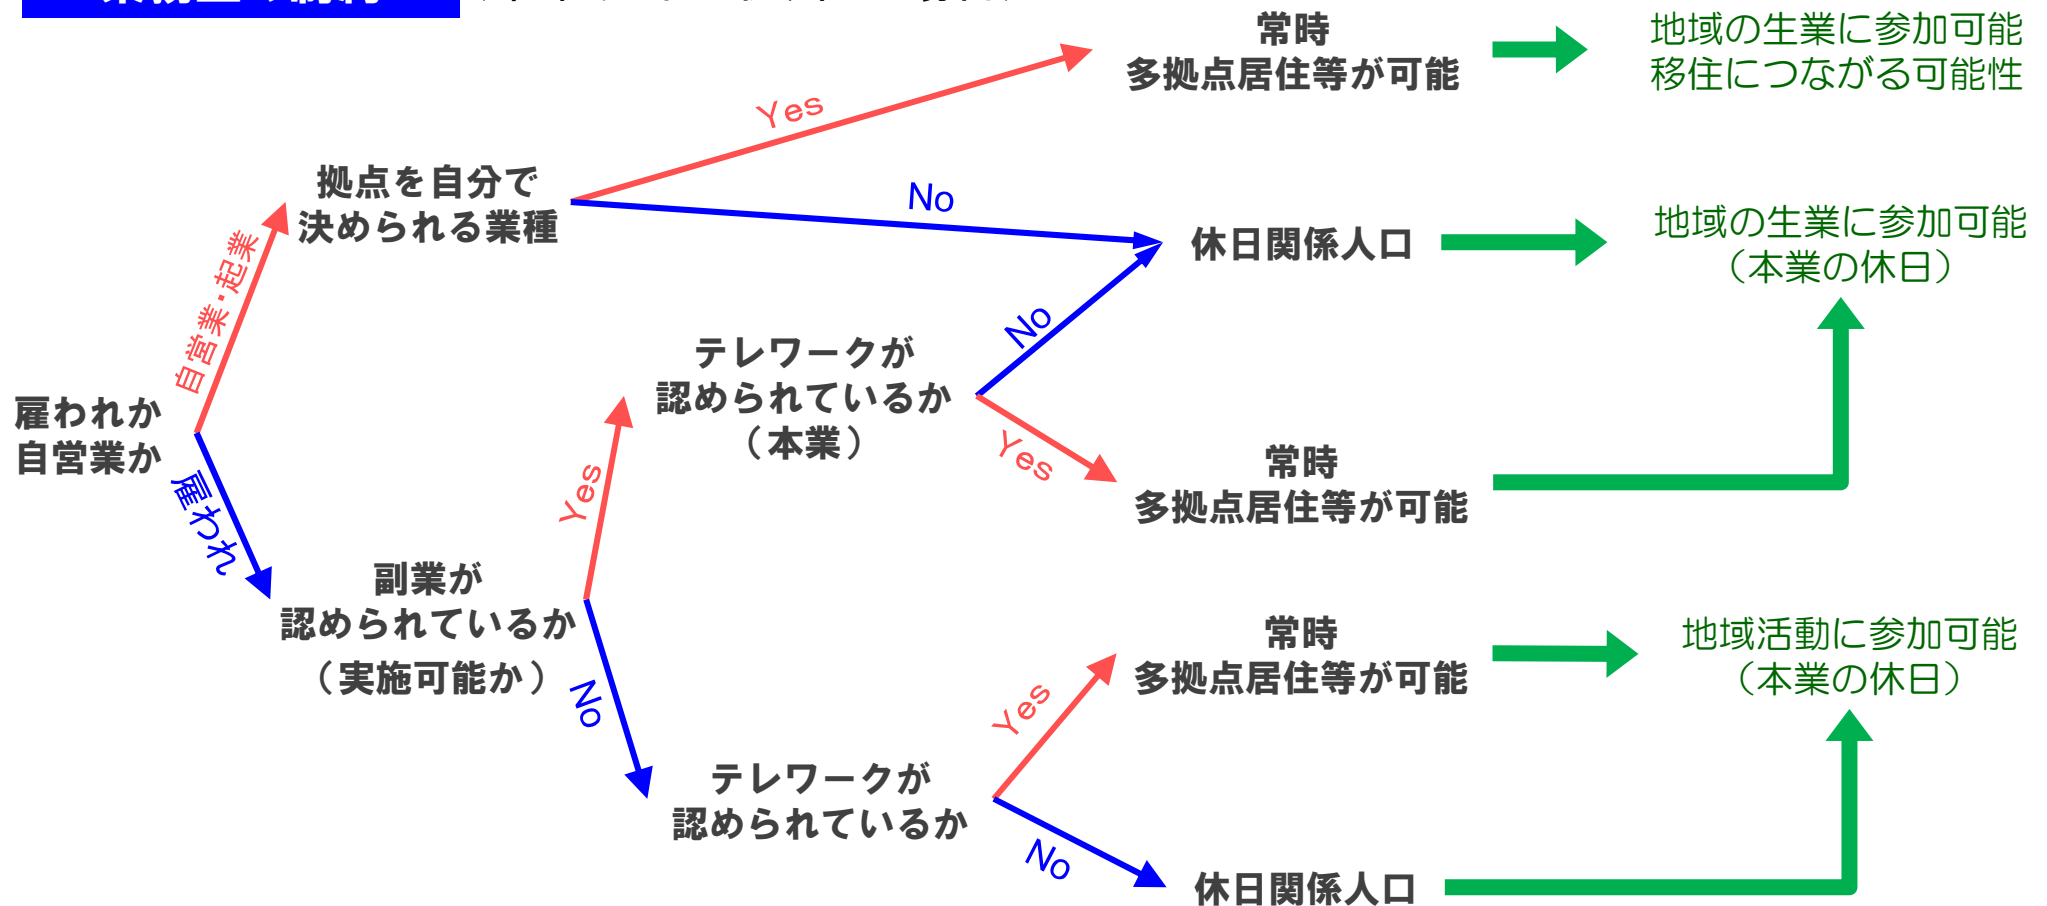 常時
多拠点居住等が可能
地域の生業に参加可能
移住につながる可能性
Yes
拠点を自分で
決められる業種
No
休日関係人口
地域の生業に参加可能
（本業の休日）
自営業・起業
雇われか
自営業か
雇われ
テレワークが
認められているか
（本業）
No
Yes
常時
多拠点居住等が可能
Yes
副業が
認められているか
（実施可能か）
No
常時
多拠点居住等が可能
地域活動に参加可能
（本業の休日）
Yes
テレワークが
認められているか
No
休日関係人口